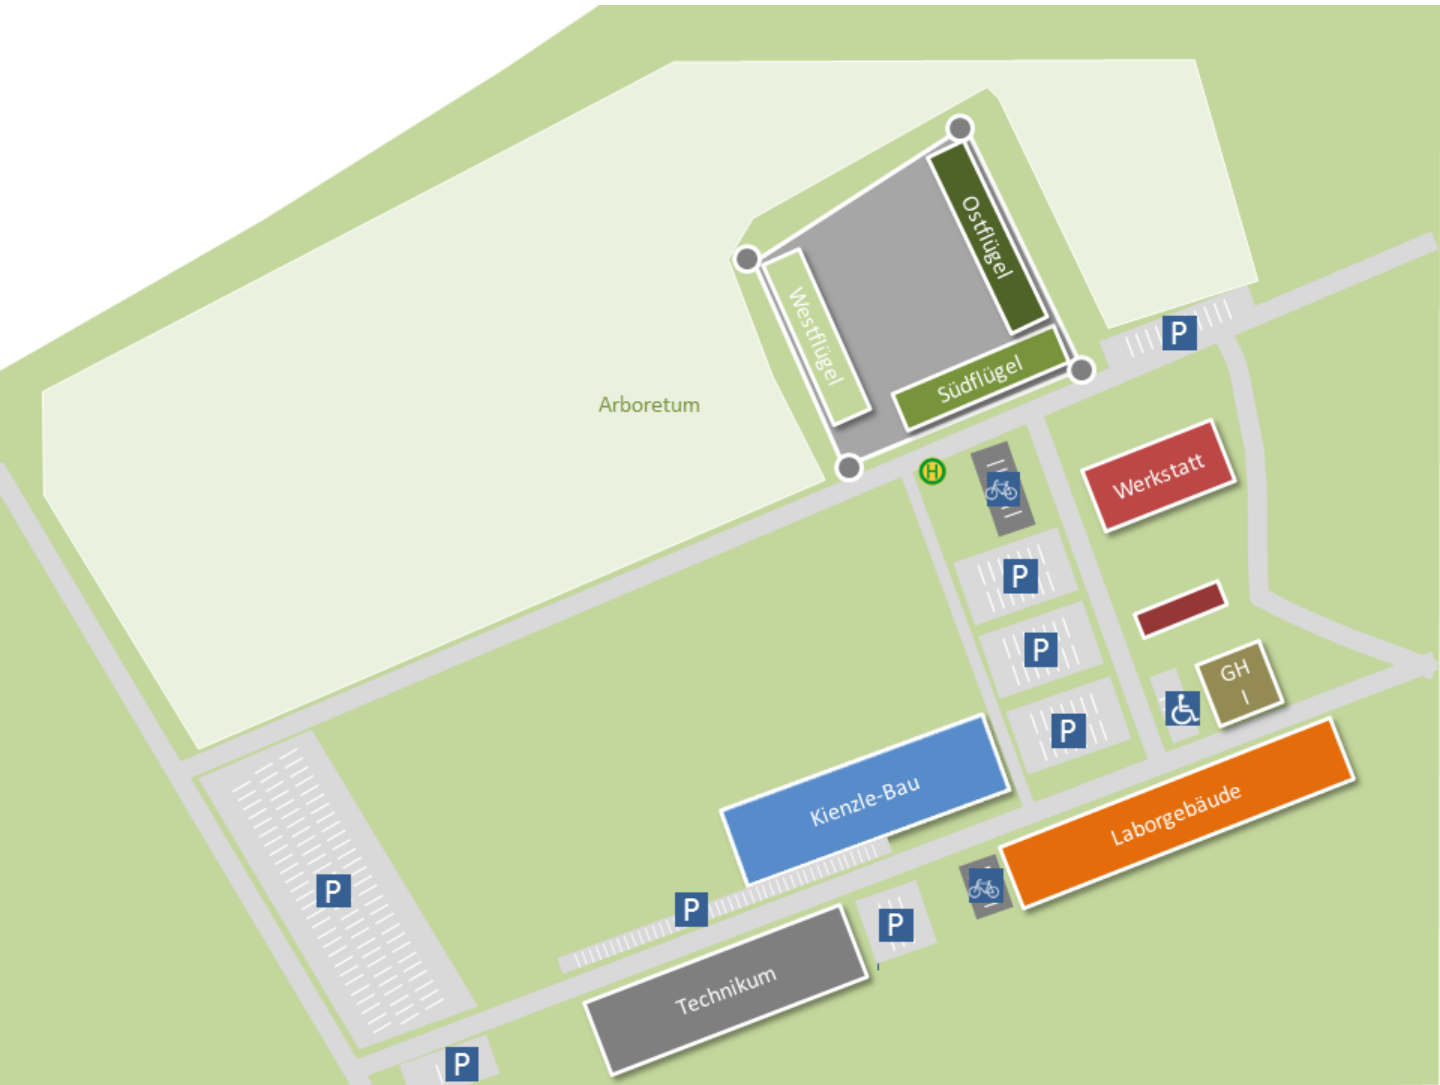 Ostflügel
Westflügel
Südflügel
P
Arboretum
H
Werkstatt
P
P
GH
I
P
Kienzle-Bau
Laborgebäude
P
P
P
Technikum
P